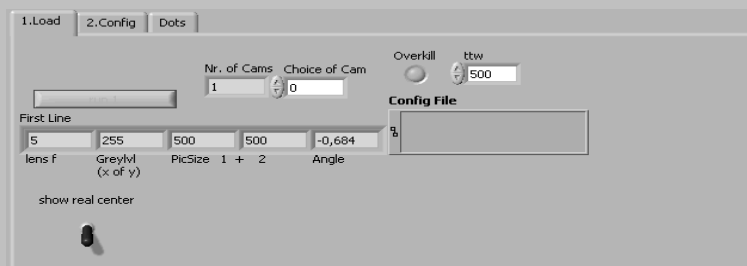 1.Load 2.Config Dots
Overkill ttw
Nr. of Cams Choice of Cam
1 0 500
Config File
First Line
5 255 500 500 -0,684
lens f Greylvl PicSize 1 + 2 Angle
(x of y)
show real center